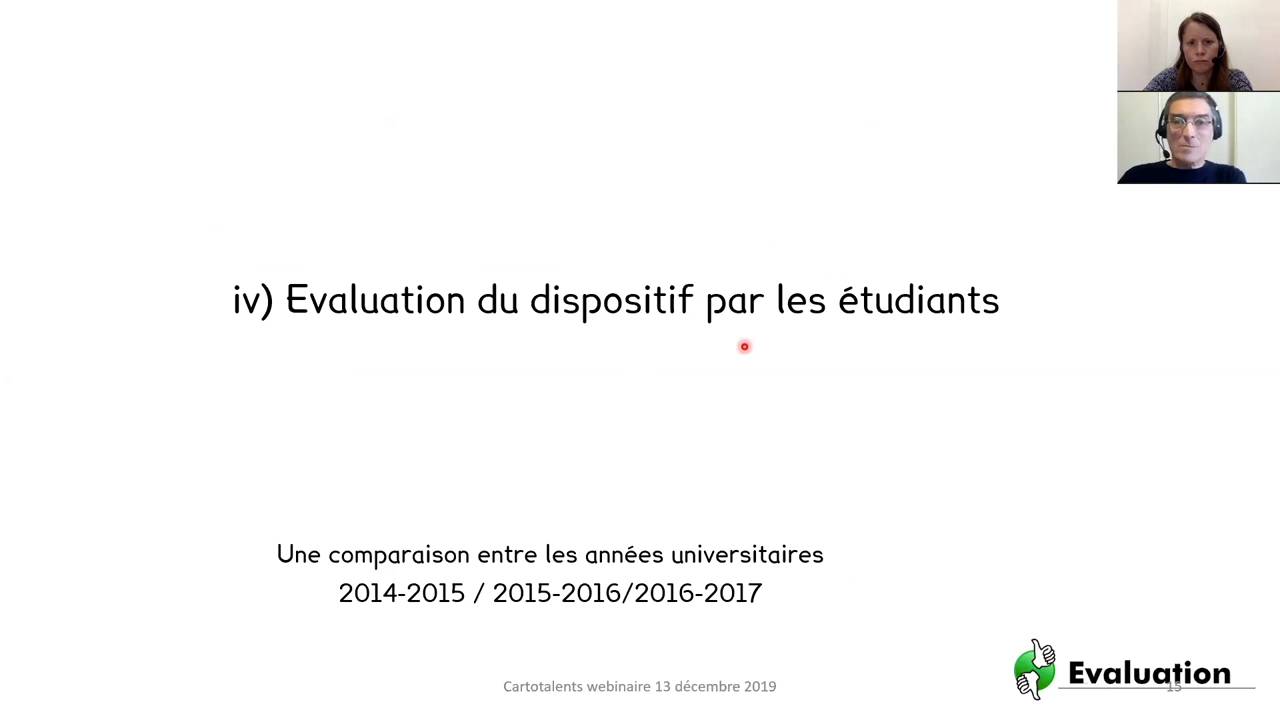 iv) Evaluation du dispositif par les étudiants
Une comparaison entre les années universitaires
2014-2015 / 2015-2016/2016-2017
Cartotalents webinaire 13 décembre 2019
Evaluation
15